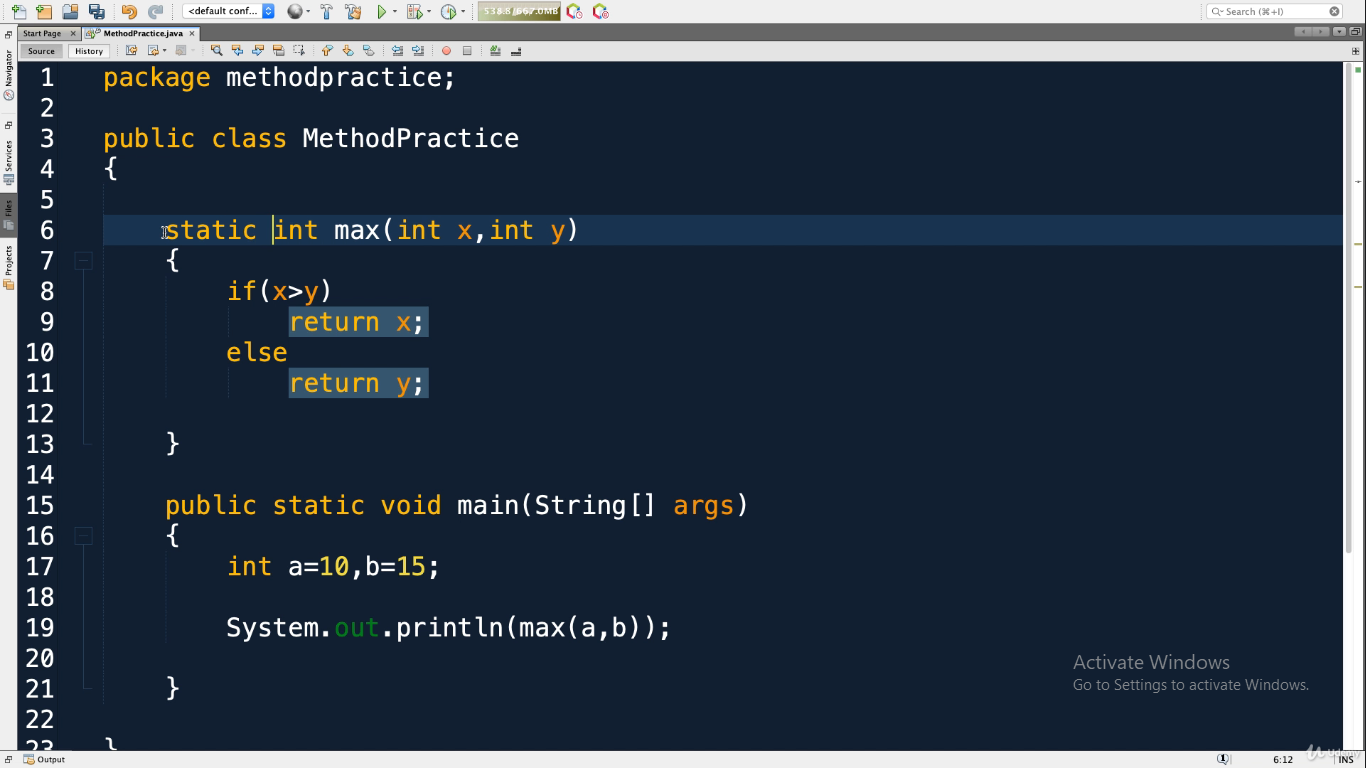 <default conf...
538.8/667.0MB
Search (⌘+I)
Start Page
MethodPractice.java
Source History
Navigator
Services
Files
Projects
1 package methodpractice;
2
3 public class MethodPractice
4 {
5
6 static int max(int x,int y)
7 {
8 if(x>y)
9 return x;
10 else
11 return y;
12
13 }
14
15 public static void main(String[] args)
16 {
17 int a=10,b=15;
18
19 System.out.println(max(a,b));
20
21 }
22
23 }
Activate Windows
Go to Settings to activate Windows.
Output
1
6:12
INS
Udemy